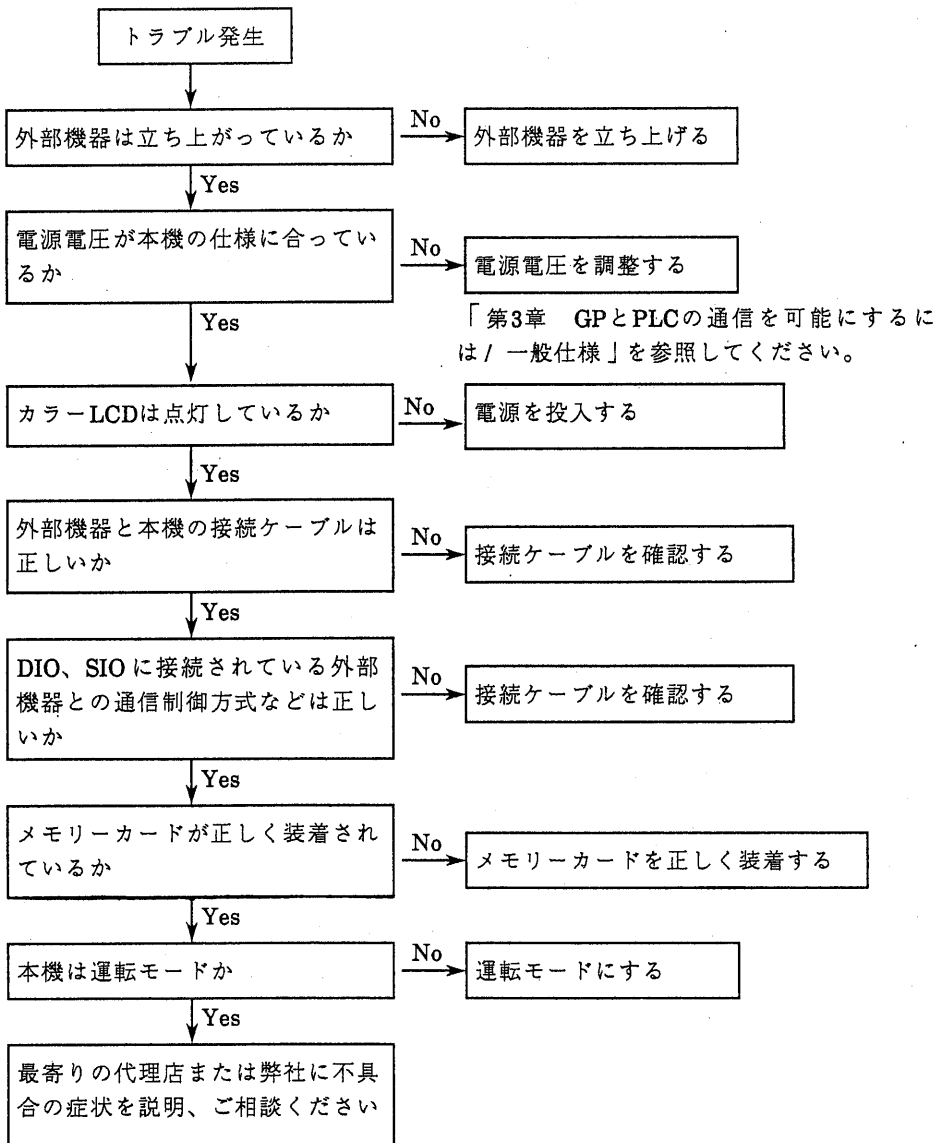 トラブル発生
外部機器は立ち上がっているか
No
外部機器を立ち上げる
Yes
電源電圧が本機の仕様に合ってい
るか
No
電源電圧を調整する
「第3章 GPとPLCの通信を可能にするに
は/一般仕様」を参照してください。
Yes
カラーLCDは点灯しているか
No
電源を投入する
Yes
外部機器と本機の接続ケーブルは
正しいか
No
接続ケーブルを確認する
Yes
DIO、SIOに接続されている外部
機器との通信制御方式などは正し
いか
No
接続ケーブルを確認する
Yes
メモリーカードが正しく装着され
ているか
No
メモリーカードを正しく装着する
Yes
本機は運転モードか
No
運転モードにする
Yes
最寄りの代理店または弊社に不具
合の症状を説明、ご相談ください